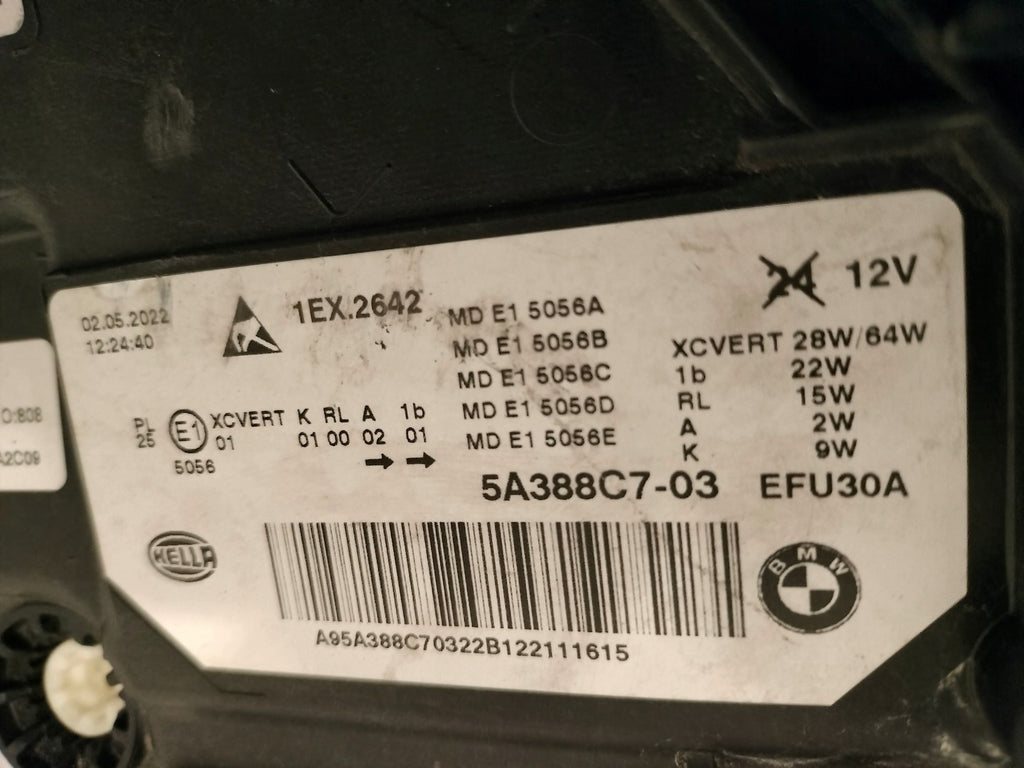 02.05.2022
12:24:40
1EX.2642
24 12V
MD E1 5056A
MD E1 5056B
MD E1 5056C
MD E1 5056D
MD E1 5056E
XCVERT 28W/64W
1b 22W
RL 15W
A 2W
K 9W
PL
25
E1
5056
XCVERT K RL A 1b
01 01 00 02 01
5A388C7-03 EFU30A
HELLA
BMW
A95A388C70322B122111615
O:808
A2C09